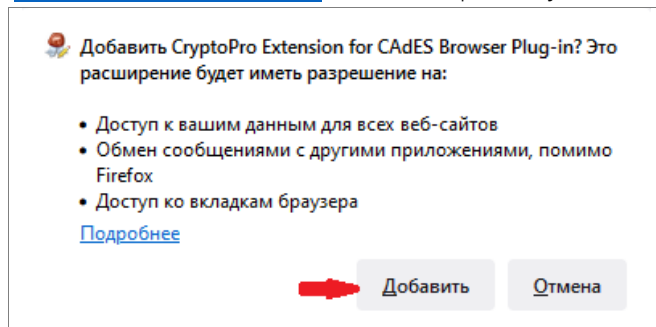 Добавить CryptoPro Extension for CAdES Browser Plug-in? Это
расширение будет иметь разрешение на:
• Доступ к вашим данным для всех веб-сайтов
• Обмен сообщениями с другими приложениями, помимо
Firefox
• Доступ ко вкладкам браузера
Подробнее
Добавить Отмена